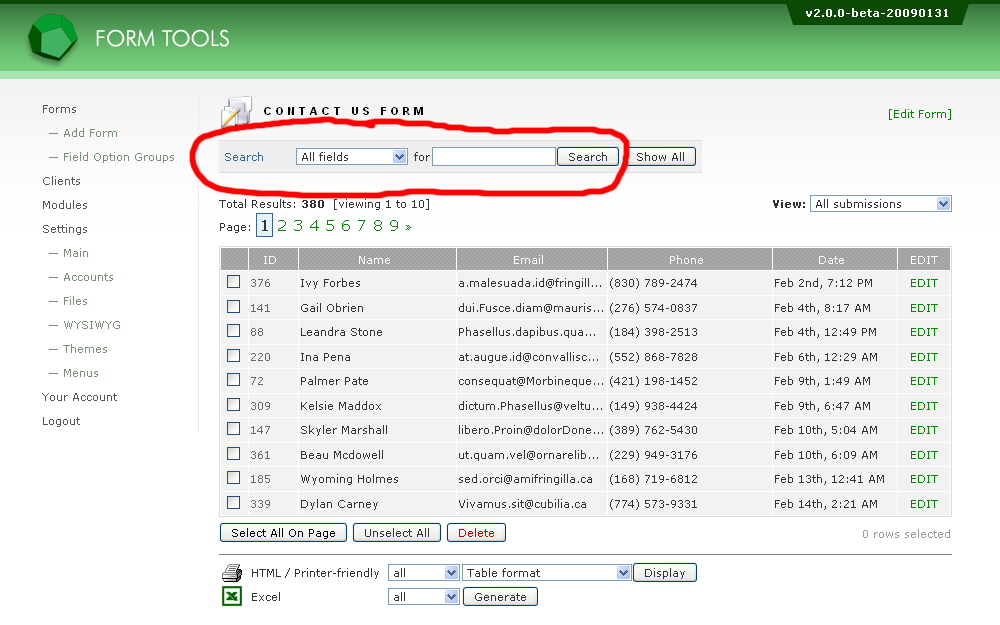 v2.0.0-beta-20090131
FORM TOOLS
Forms
— Add Form
— Field Option Groups
Clients
Modules
Settings
— Main
— Accounts
— Files
— WYSIWYG
— Themes
— Menus
Your Account
Logout
CONTACT US FORM
[Edit Form]
Search All fields for Search Show All
Total Results: 380 [viewing 1 to 10]
View: All submissions
Page: 1 2 3 4 5 6 7 8 9 »
ID Name Email Phone Date EDIT
376 Ivy Forbes a.malesuada.id@fringill... (830) 789-2474 Feb 2nd, 7:12 PM EDIT
141 Gail Obrien dui.Fusce.diam@mauris... (276) 574-0837 Feb 4th, 8:17 AM EDIT
88 Leandra Stone Phasellus.dapibus.qua... (184) 398-2513 Feb 4th, 12:49 PM EDIT
220 Ina Pena at.augue.id@convallisc... (552) 868-7828 Feb 6th, 12:29 AM EDIT
72 Palmer Pate consequat@Morbineque... (421) 198-1452 Feb 9th, 1:49 AM EDIT
309 Kelsie Maddox dictum.Phasellus@veltu... (149) 938-4424 Feb 9th, 6:47 AM EDIT
147 Skyler Marshall libero.Proin@dolorDone... (389) 762-5430 Feb 10th, 5:04 AM EDIT
361 Beau Mcdowell ut.quam.vel@ornarelib... (229) 949-3176 Feb 10th, 6:09 AM EDIT
185 Wyoming Holmes sed.orci@amifringilla.ca (168) 719-6812 Feb 13th, 12:41 AM EDIT
339 Dylan Carney Vivamus.sit@cubilia.ca (774) 573-9331 Feb 14th, 2:21 AM EDIT
Select All On Page Unselect All Delete 0 rows selected
HTML / Printer-friendly all Table format Display
Excel all Generate